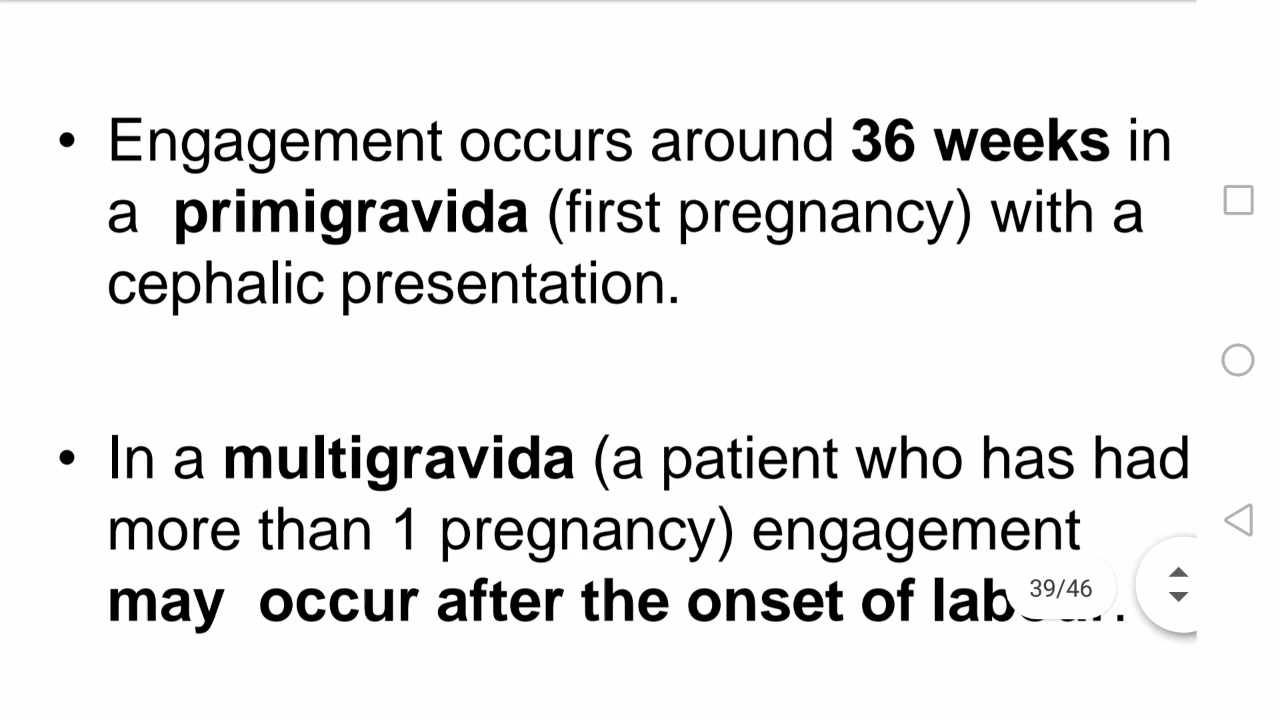 • Engagement occurs around 36 weeks in
a primigravida (first pregnancy) with a
cephalic presentation.
• In a multigravida (a patient who has had
more than 1 pregnancy) engagement
may occur after the onset of
39/46